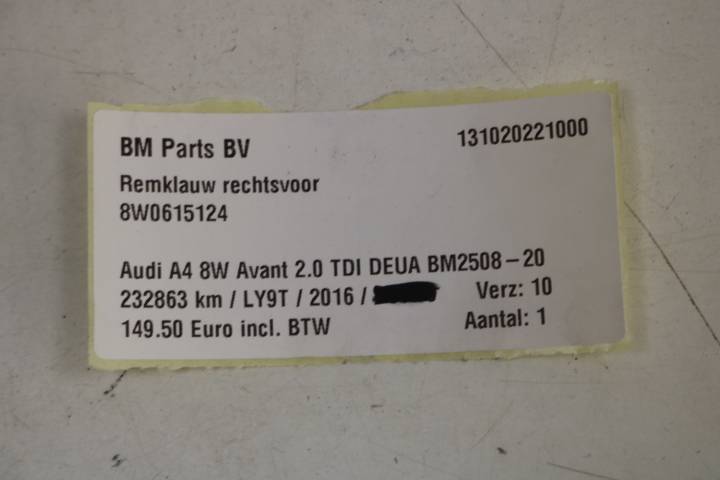 BM Parts BV 131020221000
Remklauw rechtsvoor
8W0615124
Audi A4 8W Avant 2.0 TDI DEUA BM2508-20
232863 km / LY9T / 2016 / Verz: 10
149.50 Euro incl. BTW Aantal: 1